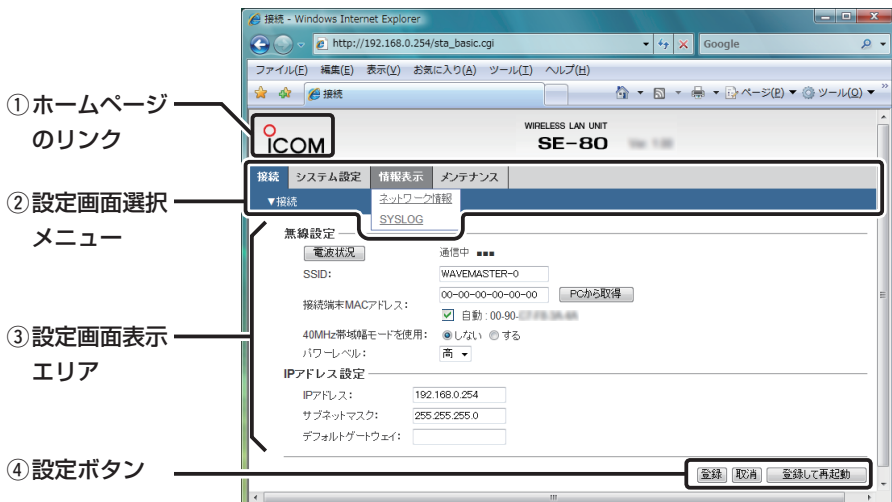 接続 - Windows Internet Explorer
http://192.168.0.254/sta_basic.cgi
Google
ファイル(F) 編集(E) 表示(V) お気に入り(A) ツール(T) ヘルプ(H)
接続
ページ(P) ツール(O)
①ホームページ
のリンク
ICOM
WIRELESS LAN UNIT
SE-80
②設定画面選択
メニュー
接続 システム設定 情報表示 メンテナンス
▼接続
ネットワーク情報
SYSLOG
③設定画面表示
エリア
無線設定
電波状況 通信中 ■■■
SSID: WAVEMASTER-0
接続端末MACアドレス: 00-00-00-00-00-00 PCから取得
自動 : 00-90-
40MHz帯域幅モードを使用: しない する
パワーレベル: 高
IPアドレス設定
IPアドレス: 192.168.0.254
サブネットマスク: 255.255.255.0
デフォルトゲートウェイ:
④設定ボタン
登録 取消 登録して再起動